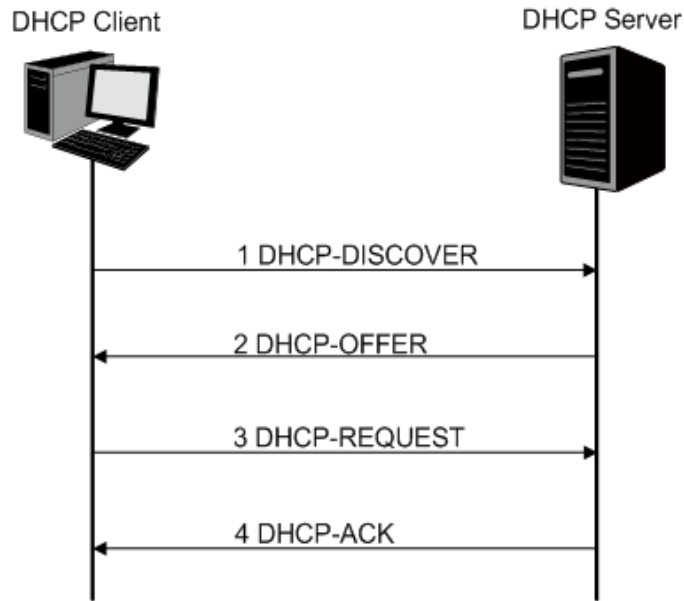 DHCP Client
DHCP Server
1 DHCP-DISCOVER
2 DHCP-OFFER
3 DHCP-REQUEST
4 DHCP-ACK